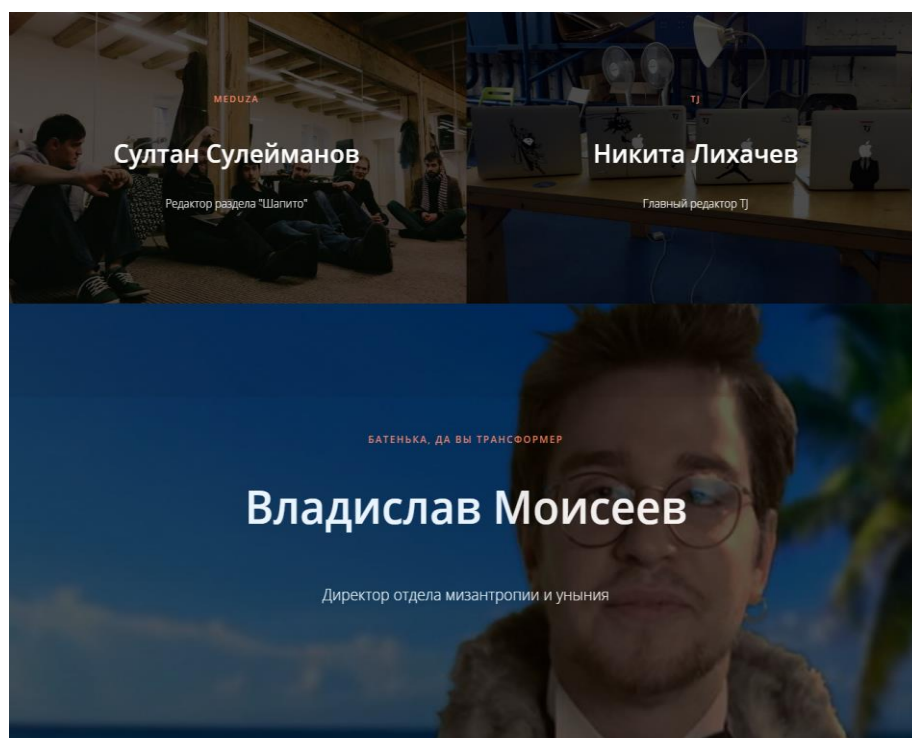 MEDUZA
Султан Сулейманов
Редактор раздела "Шапито"
TJ
Никита Лихачев
Главный редактор TJ
БАТЕНЬКА, ДА ВЫ ТРАНСФОРМЕР
Владислав Моисеев
Директор отдела мизантропии и уныния